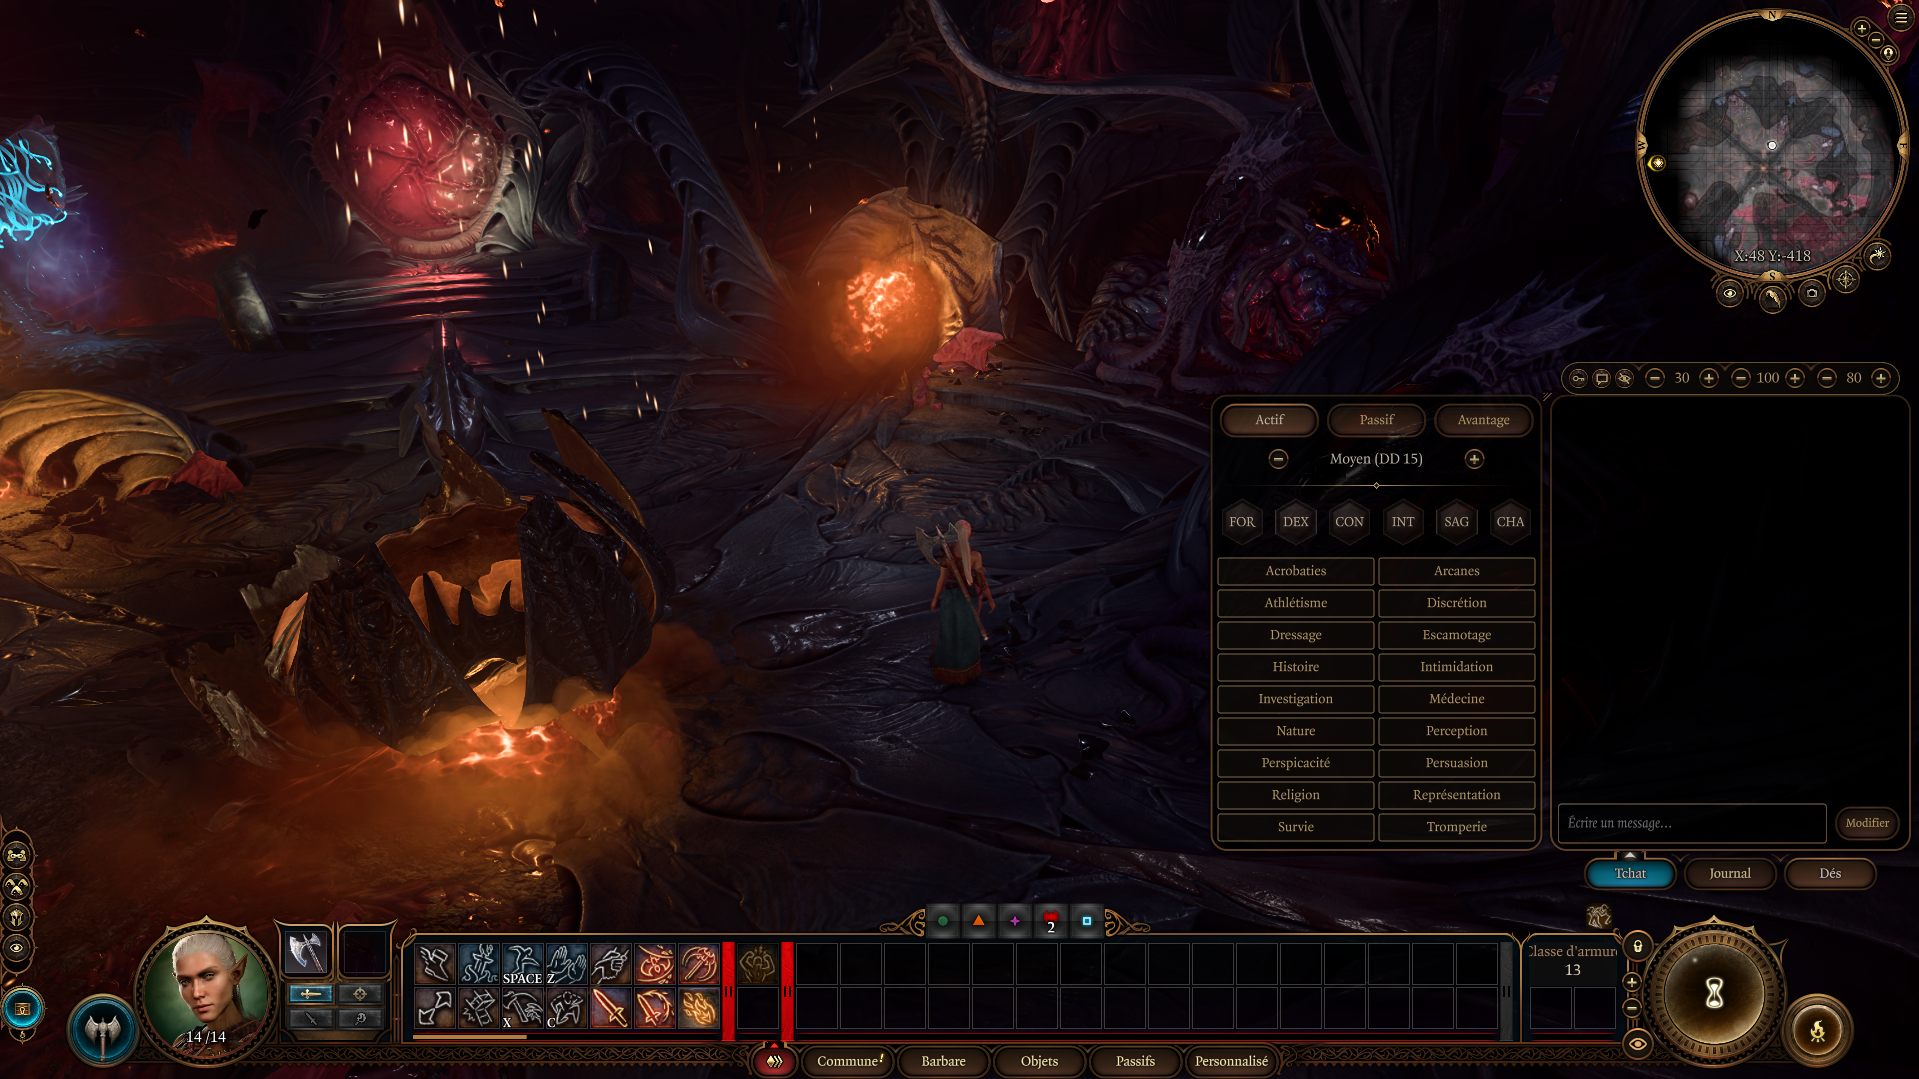 N
W
E
X:48 Y:-418
S
30
100
80
Actif
Passif
Avantage
Moyen (DD 15)
FOR
DEX
CON
INT
SAG
CHA
Acrobaties
Arcanes
Athlétisme
Discrétion
Dressage
Escamotage
Histoire
Intimidation
Investigation
Médecine
Nature
Perception
Perspicacité
Persuasion
Religion
Représentation
Survie
Tromperie
Écrire un message...
Modifier
Tchat
Journal
Dés
2
SPACE
Z
X
C
14 /14
Classe d'armure
13
Commune!
Barbare
Objets
Passifs
Personnalisé